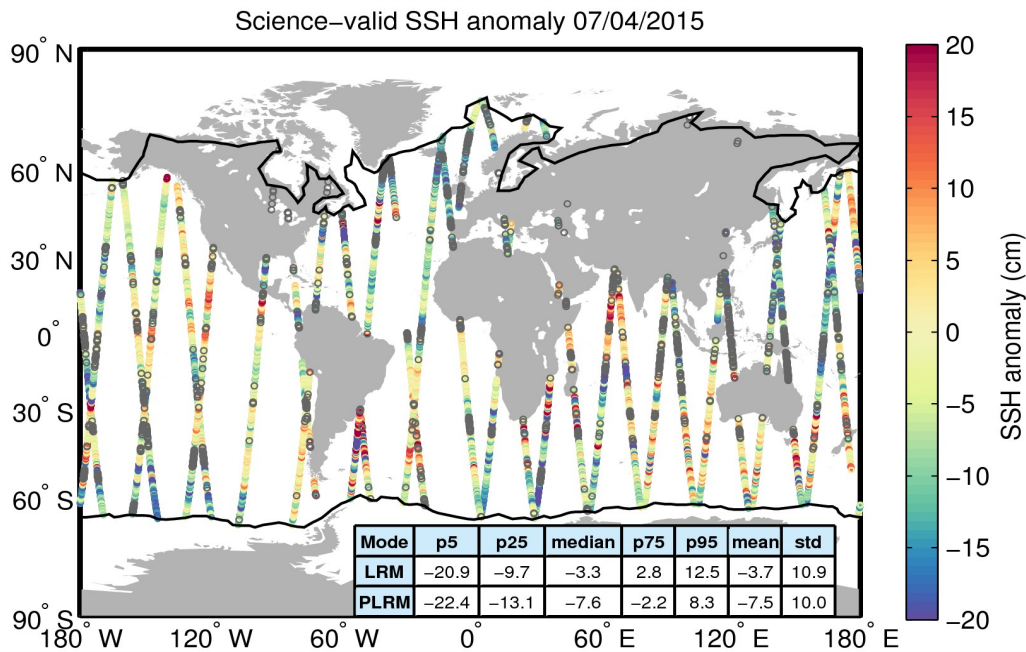 Science−valid SSH anomaly 07/04/2015
90° N
60° N
30° N
0°
30° S
60° S
90° S
180° W
120° W
60° W
0°
60° E
120° E
180° E
Mode p5 p25 median p75 p95 mean std
LRM −20.9 −9.7 −3.3 2.8 12.5 −3.7 10.9
PLRM −22.4 −13.1 −7.6 −2.2 8.3 −7.5 10.0
20
15
10
5
0
−5
−10
−15
−20
SSH anomaly (cm)